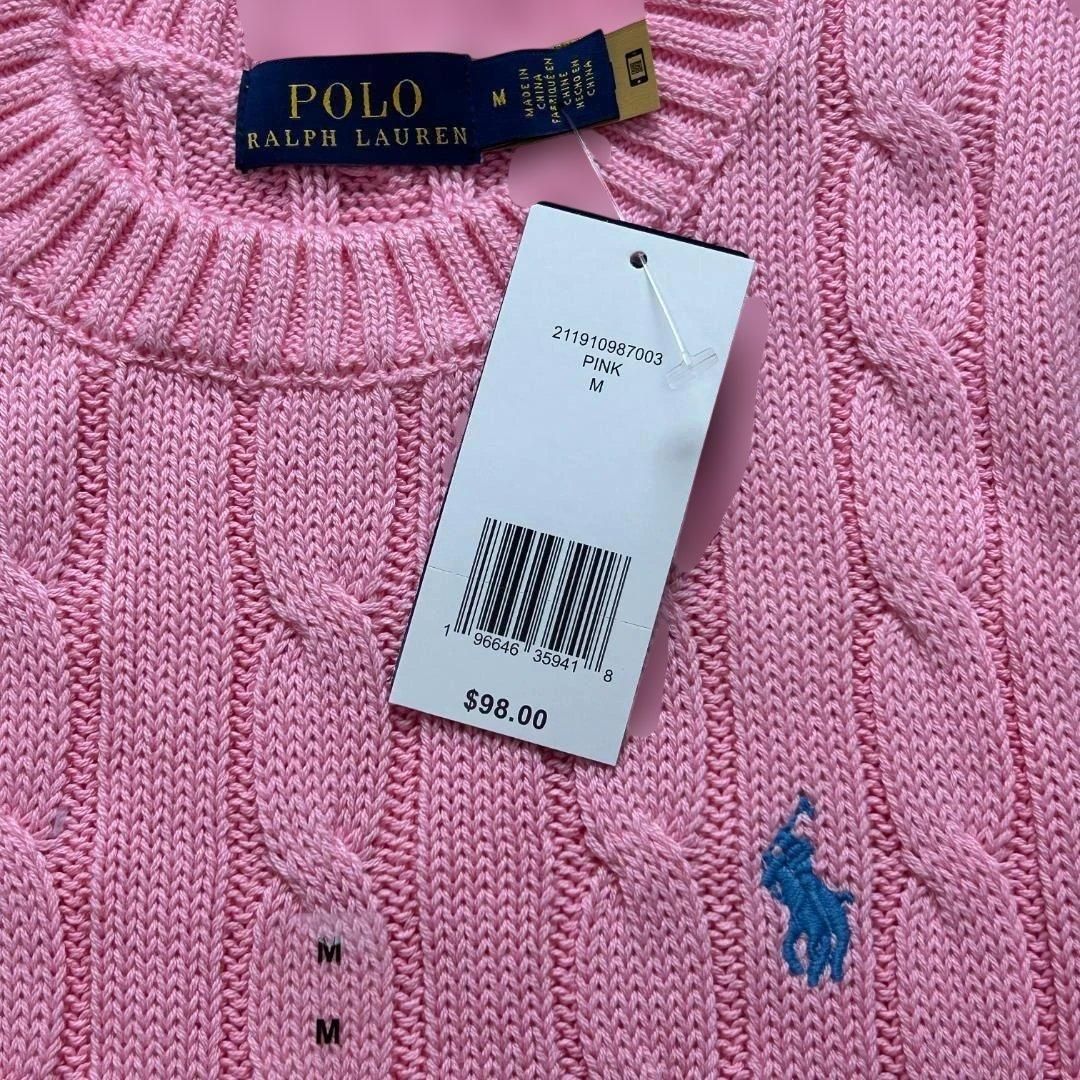 POLO
RALPH LAUREN
M
MADE IN
CHINA
FABRIQUÉ EN
CHINE
HECHO EN
CHINA
211910987003
PINK
M
1 96646 35941 8
$98.00
M
M